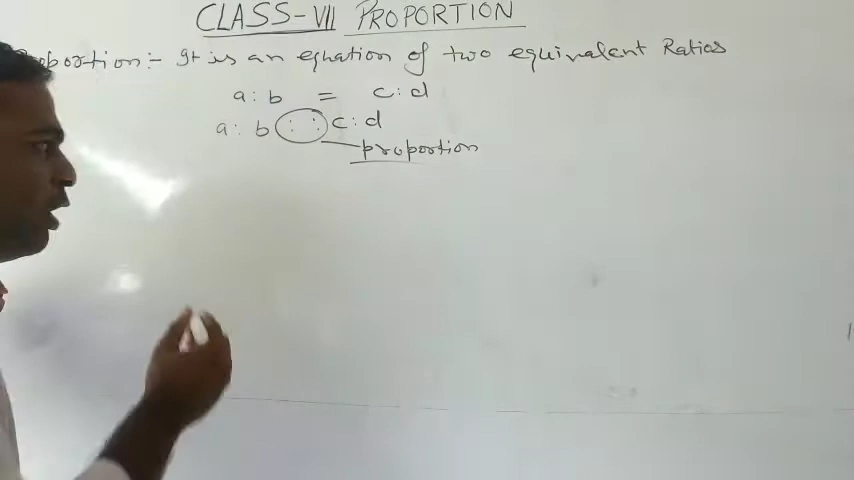 CLASS-VII PROPORTION
Proportion:- It is an equation of two equivalent Ratios
a:b = c:d
a:b :: c:d
proportion